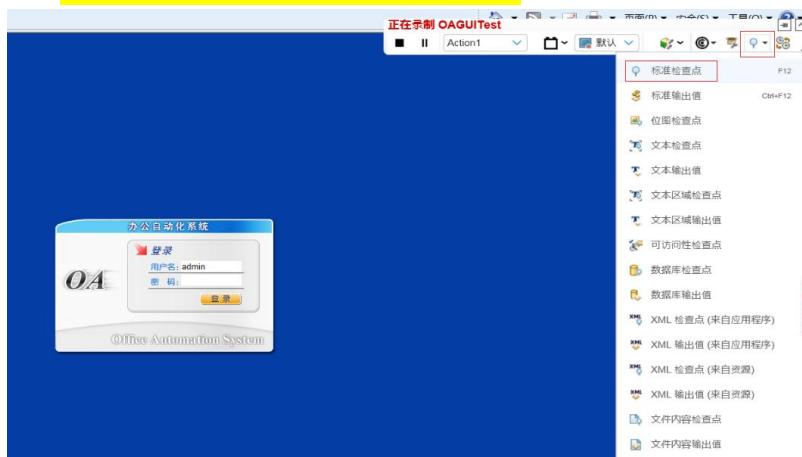 页面(P) 安全(S) 工具(O)
正在录制 OAGUITest
Action1 默认
标准检查点 F12
标准输出值 Ctrl+F12
位图检查点
文本检查点
文本输出值
文本区域检查点
文本区域输出值
可访问性检查点
数据库检查点
数据库输出值
XML 检查点 (来自应用程序)
XML 输出值 (来自应用程序)
XML 检查点 (来自资源)
XML 输出值 (来自资源)
文件内容检查点
文件内容输出值
办公自动化系统
登录
OA
用户名: admin
密 码:
登录
Office Automation System